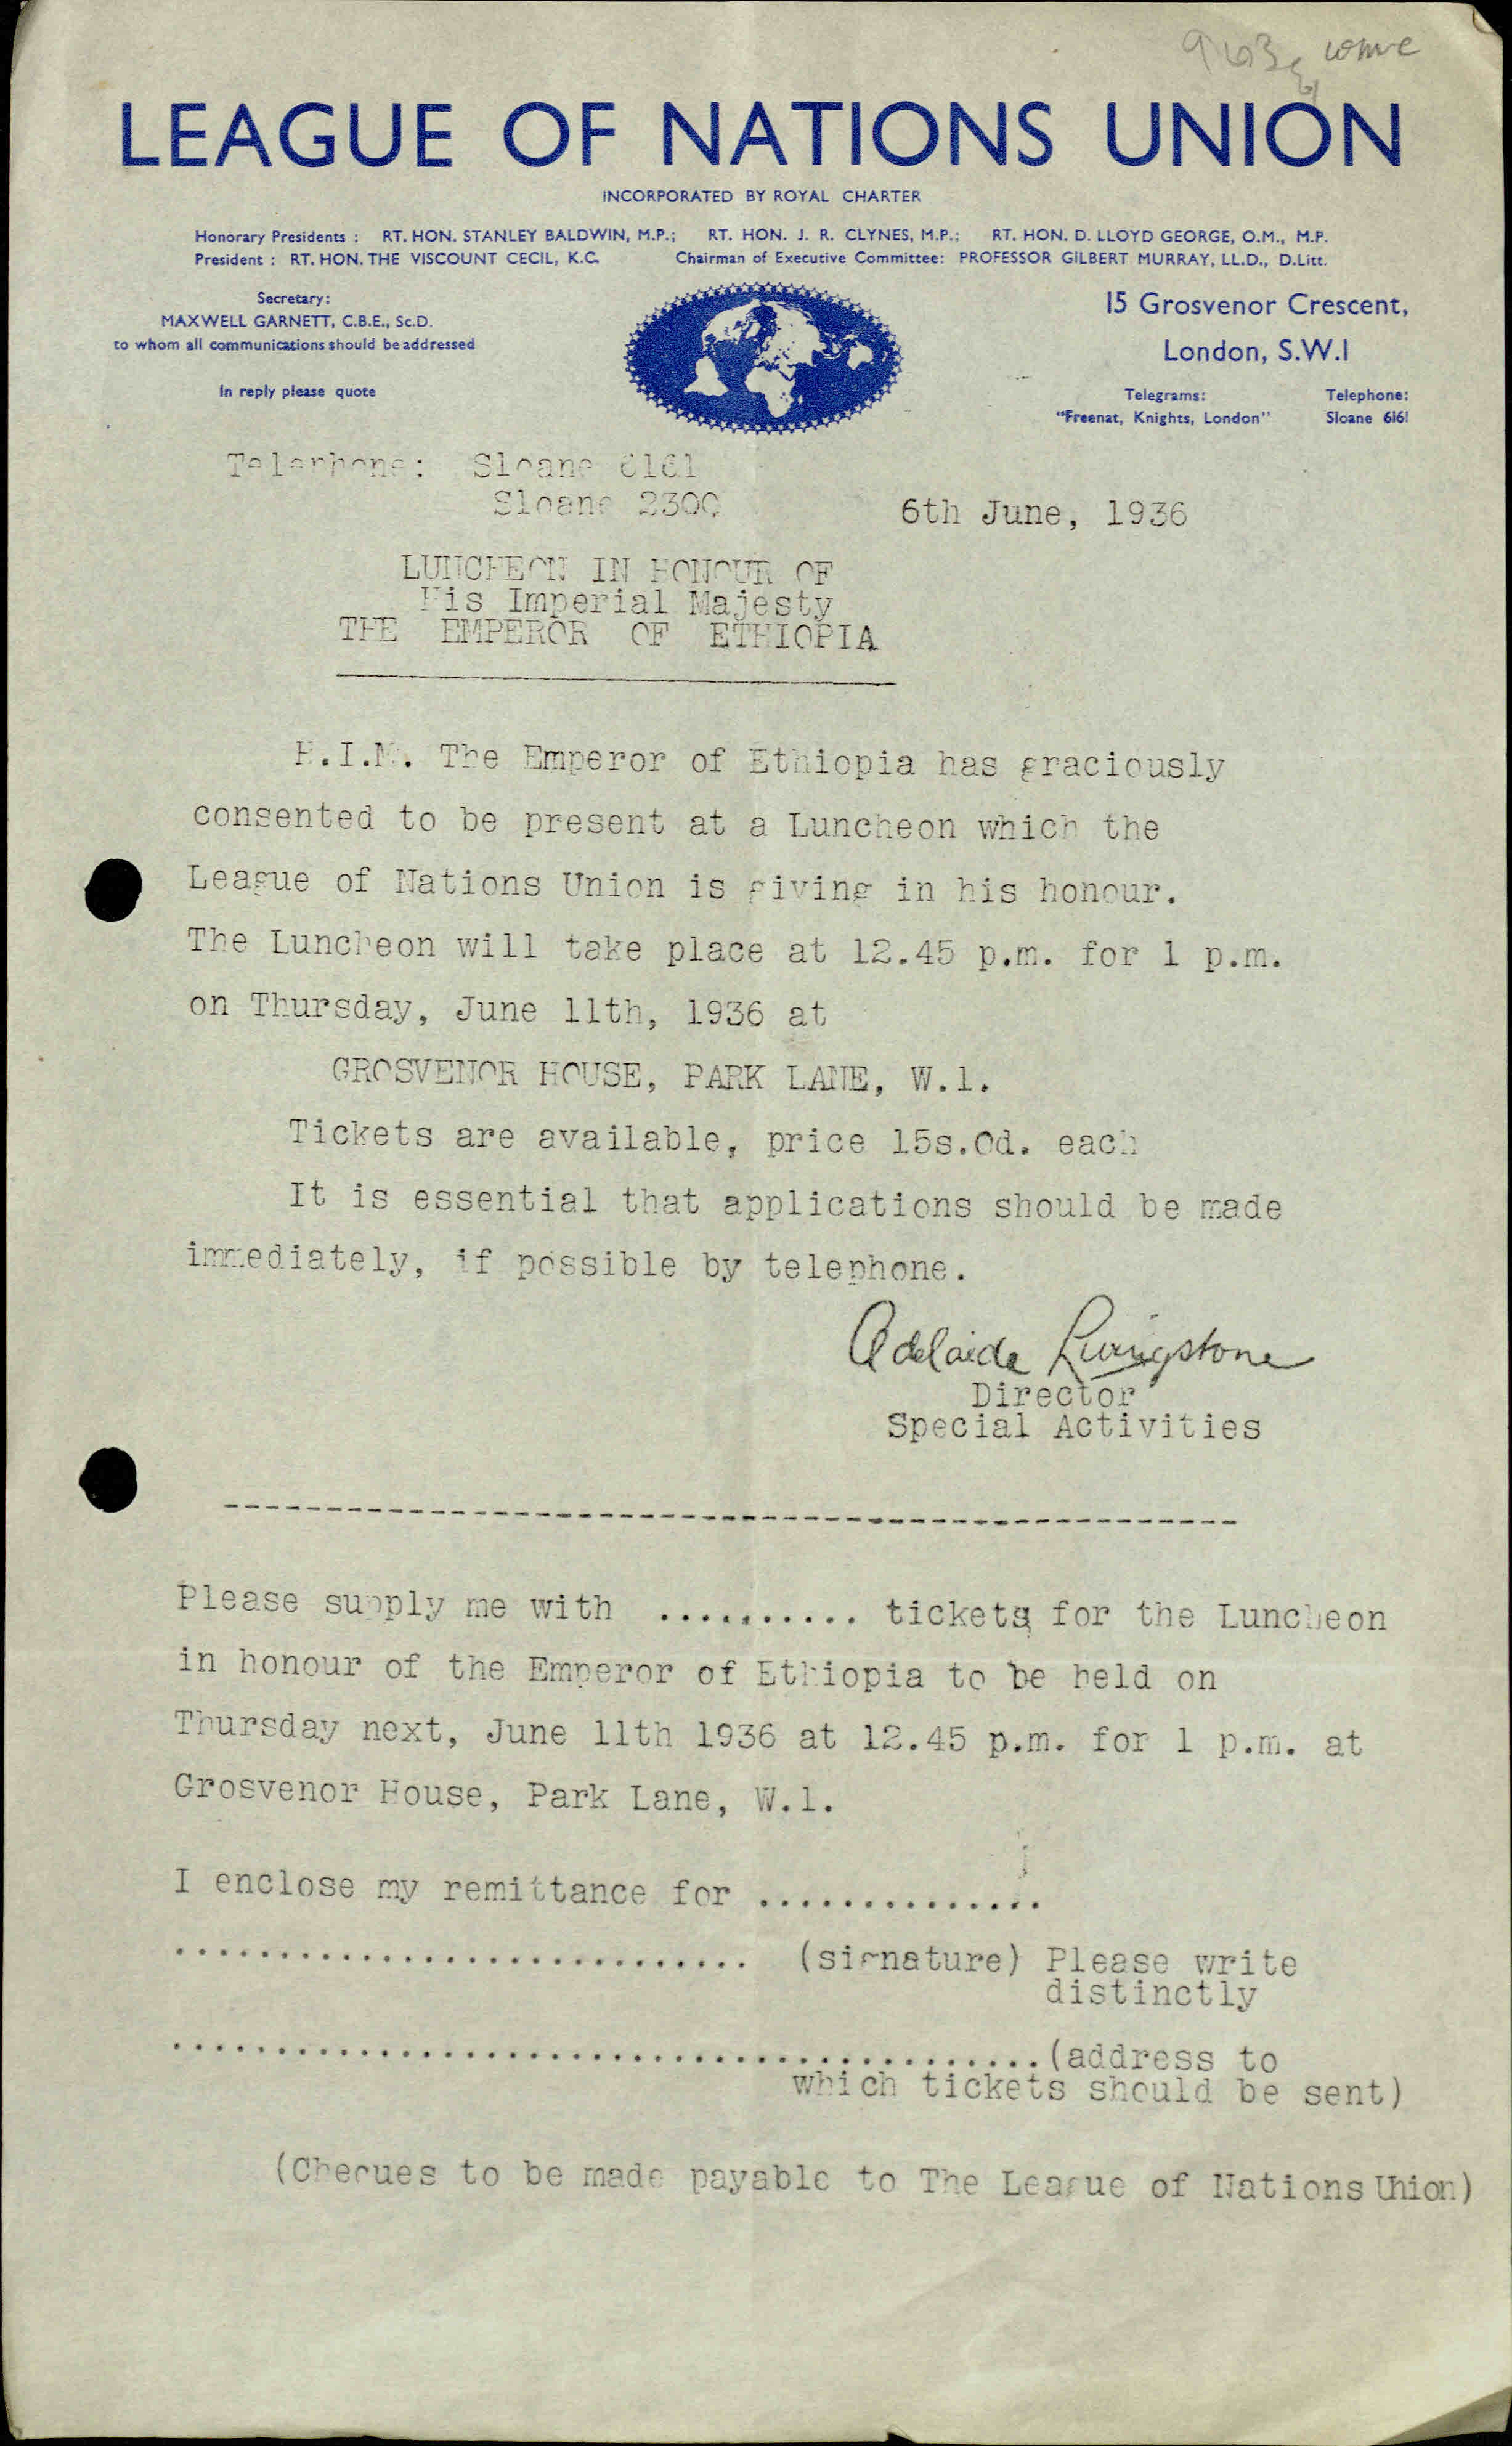 LEAGUE OF NATIONS UNION
INCORPORATED BY ROYAL CHARTER
Honorary Presidents : RT. HON. STANLEY BALDWIN, M.P.; RT. HON. J. R. CLYNES, M.P.; RT. HON. D. LLOYD GEORGE, O.M., M.P.
President : RT. HON. THE VISCOUNT CECIL, K.C. Chairman of Executive Committee: PROFESSOR GILBERT MURRAY, LL.D., D.Litt.
Secretary:
MAXWELL GARNETT, C.B.E., Sc.D.
to whom all communications should be addressed
In reply please quote
15 Grosvenor Crescent,
London, S.W.1
Telegrams: Telephone:
"Freenat, Knights, London" Sloane 6161
Telephone: Sloane 6161
Sloane 2300
6th June, 1936
LUNCHEON IN HONOUR OF
His Imperial Majesty
THE EMPEROR OF ETHIOPIA
H.I.M. The Emperor of Ethiopia has graciously
consented to be present at a Luncheon which the
League of Nations Union is giving in his honour.
The Luncheon will take place at 12.45 p.m. for 1 p.m.
on Thursday, June 11th, 1936 at
GROSVENOR HOUSE, PARK LANE, W.1.
Tickets are available, price 15s.0d. each
It is essential that applications should be made
immediately, if possible by telephone.
Adelaide Livingstone
Director
Special Activities
Please supply me with .......... tickets for the Luncheon
in honour of the Emperor of Ethiopia to be held on
Thursday next, June 11th 1936 at 12.45 p.m. for 1 p.m. at
Grosvenor House, Park Lane, W.1.
I enclose my remittance for ..............
............................ (signature) Please write
distinctly
..........................................(address to
which tickets should be sent)
(Cheques to be made payable to The League of Nations Union)